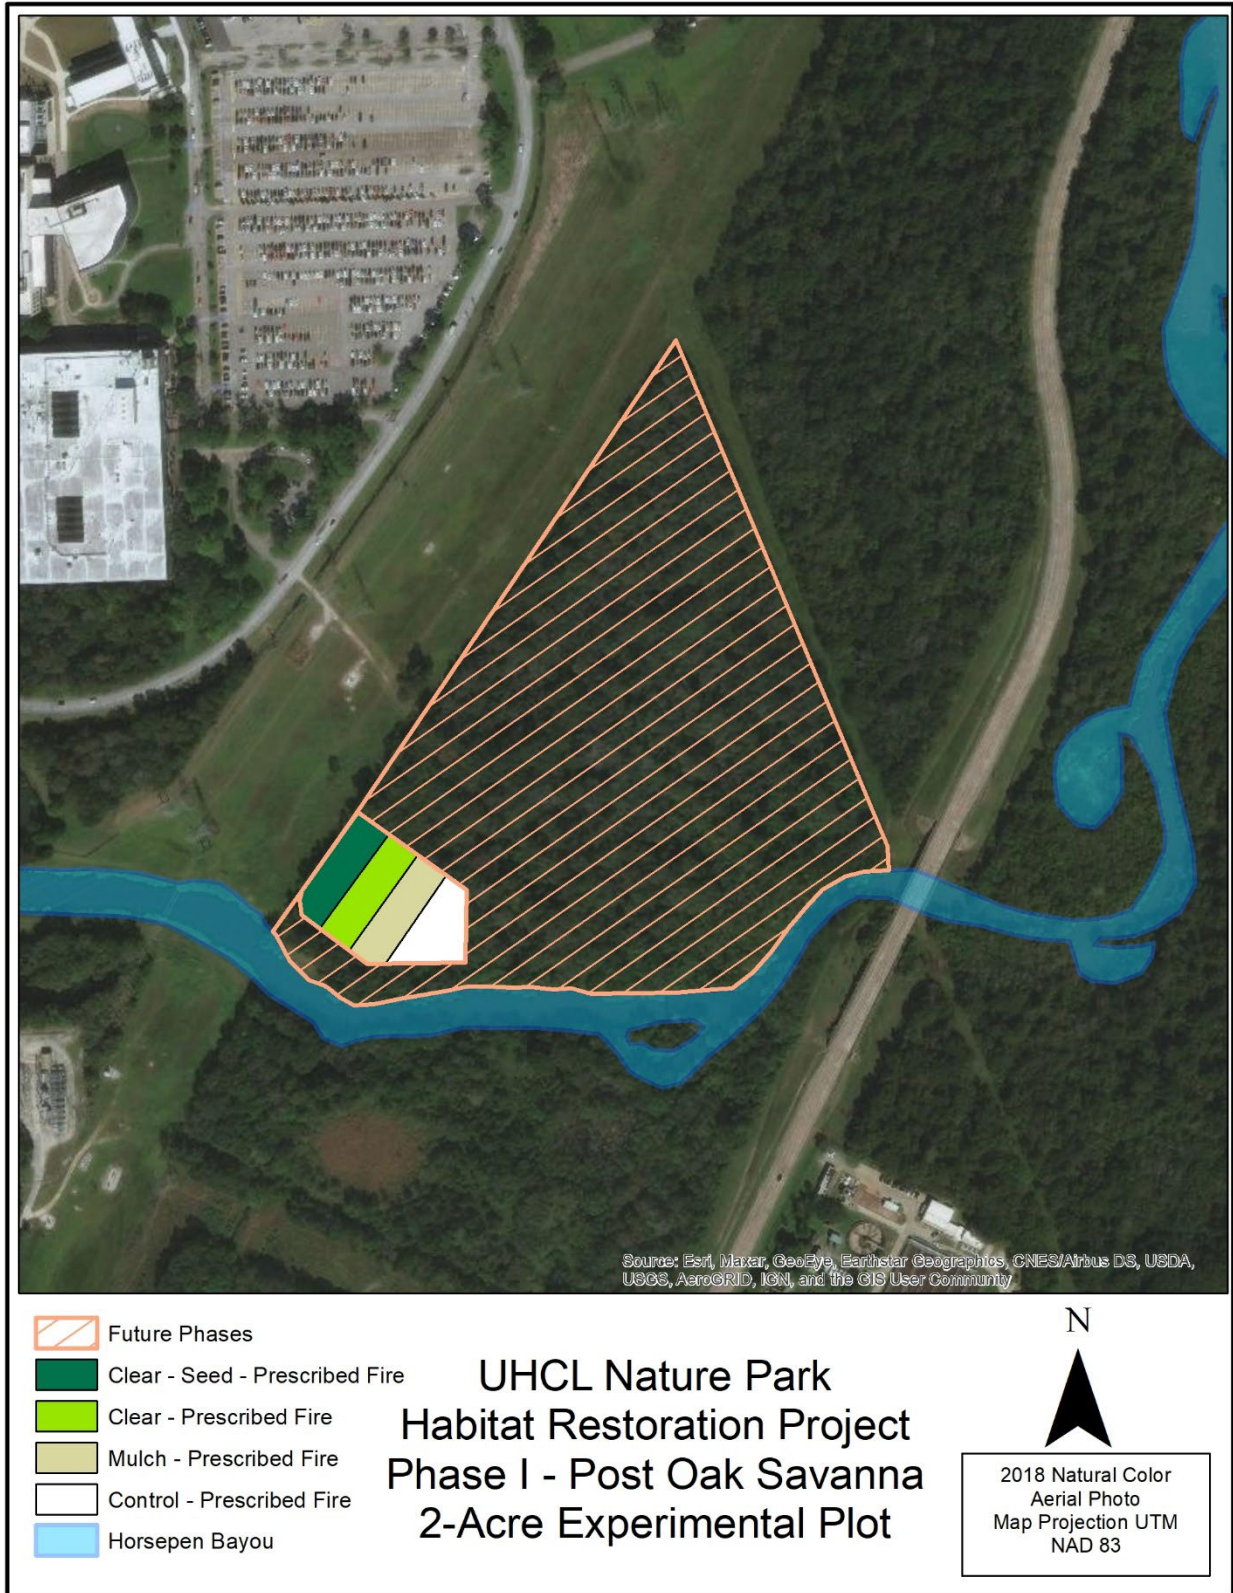 Source: Esri, Maxar, GeoEye, Earthstar Geographics, CNES/Airbus DS, USDA,
USGS, AeroGRID, IGN, and the GIS User Community
Future Phases
Clear - Seed - Prescribed Fire
Clear - Prescribed Fire
Mulch - Prescribed Fire
Control - Prescribed Fire
Horsepen Bayou
UHCL Nature Park
Habitat Restoration Project
Phase I - Post Oak Savanna
2-Acre Experimental Plot
N
2018 Natural Color
Aerial Photo
Map Projection UTM
NAD 83